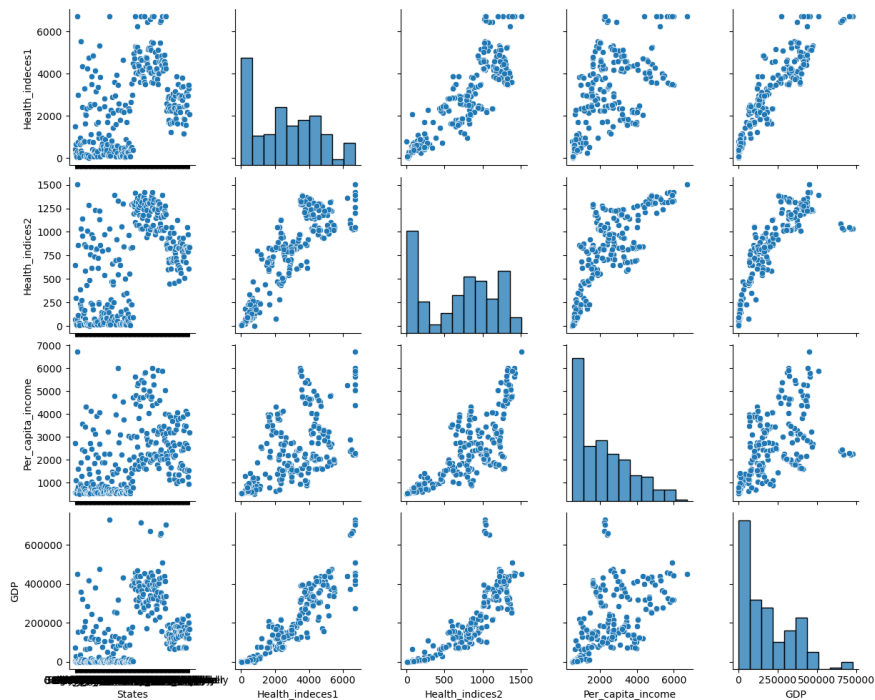 6000
4000
2000
0
Health_indeces1
1500
1250
1000
750
500
250
0
Health_indices2
7000
6000
5000
4000
3000
2000
1000
Per_capita_income
600000
400000
200000
0
GDP
States
0 2000 4000 6000
Health_indeces1
0 500 1000 1500
Health_indices2
2000 4000 6000
Per_capita_income
0 250000 500000 750000
GDP